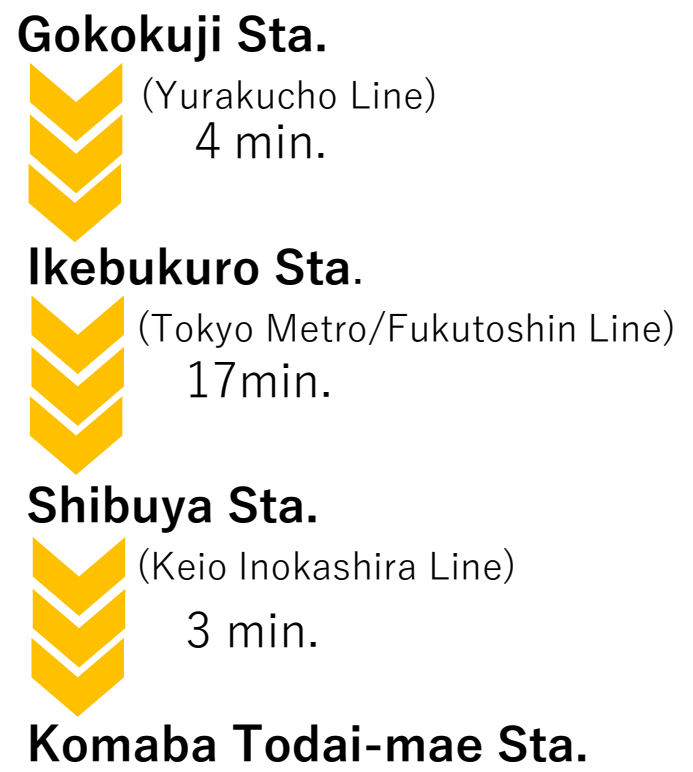 Gokokuji Sta.
(Yurakucho Line)
4 min.
Ikebukuro Sta.
(Tokyo Metro/Fukutoshin Line)
17min.
Shibuya Sta.
(Keio Inokashira Line)
3 min.
Komaba Todai-mae Sta.